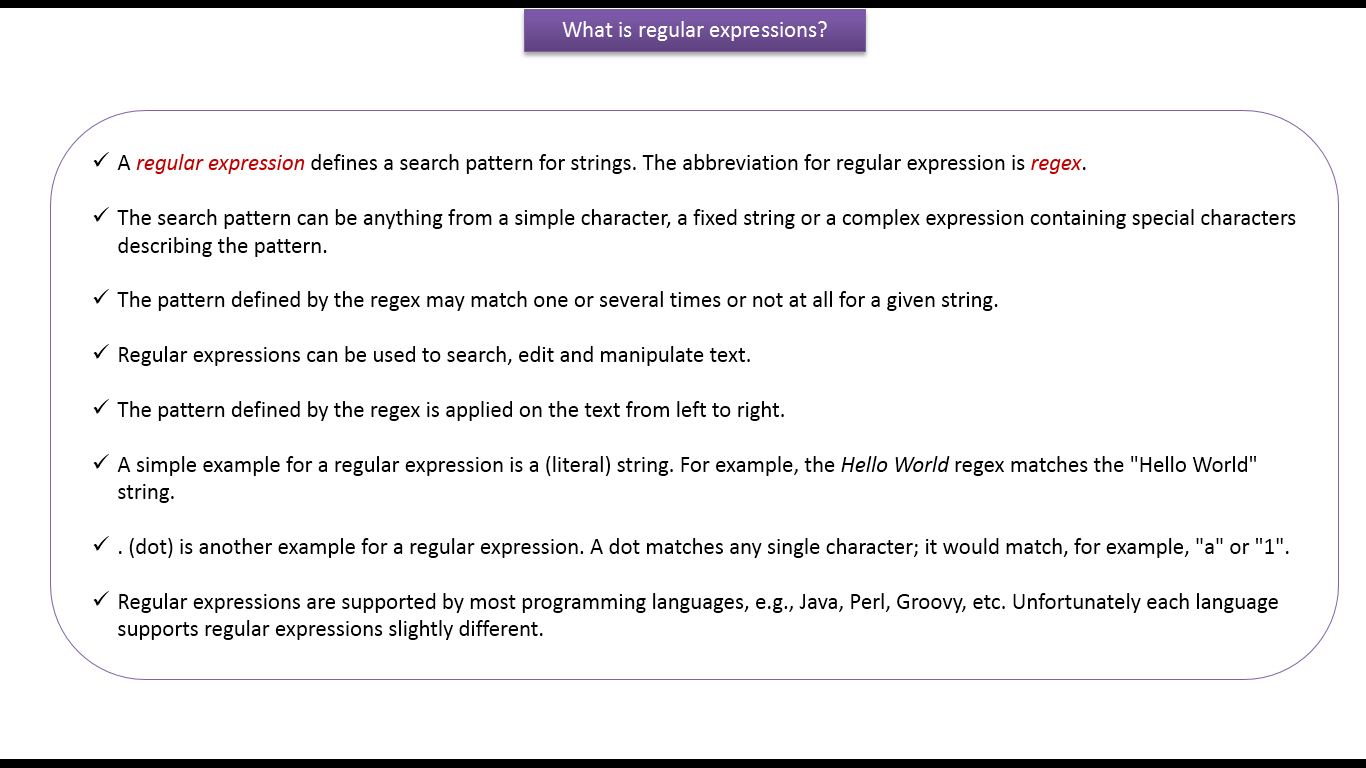 What is regular expressions?
✓ A regular expression defines a search pattern for strings. The abbreviation for regular expression is regex.
✓ The search pattern can be anything from a simple character, a fixed string or a complex expression containing special characters
describing the pattern.
✓ The pattern defined by the regex may match one or several times or not at all for a given string.
✓ Regular expressions can be used to search, edit and manipulate text.
✓ The pattern defined by the regex is applied on the text from left to right.
✓ A simple example for a regular expression is a (literal) string. For example, the Hello World regex matches the "Hello World"
string.
✓ . (dot) is another example for a regular expression. A dot matches any single character; it would match, for example, "a" or "1".
✓ Regular expressions are supported by most programming languages, e.g., Java, Perl, Groovy, etc. Unfortunately each language
supports regular expressions slightly different.